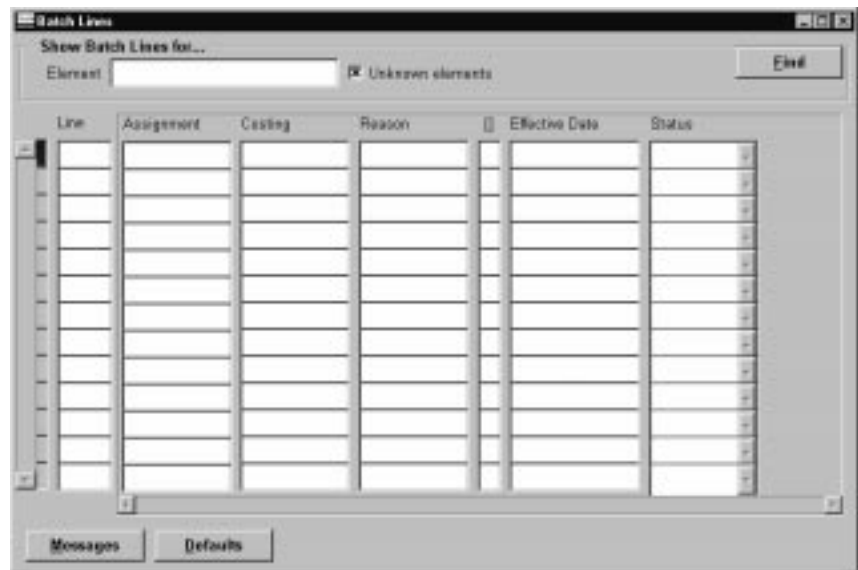 Batch Lines
Show Batch Lines for...
Element
Unknown elements
Find
Line Assignment Costing Reason [] Effective Date Status
Messages Defaults